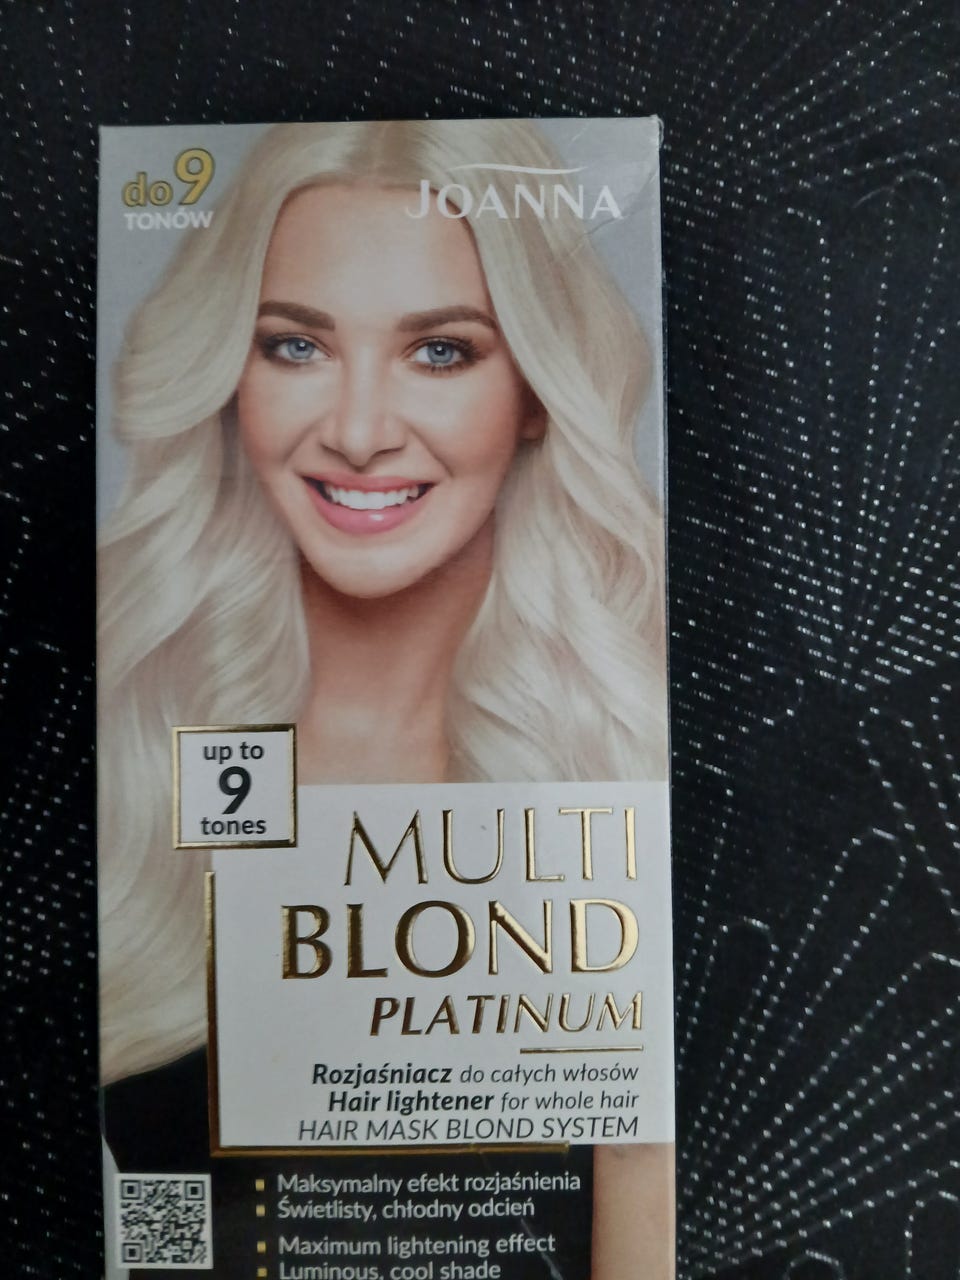 do 9
TONÓW
JOANNA
up to
9
tones
MULTI
BLOND
PLATINUM
Rozjaśniacz do całych włosów
Hair lightener for whole hair
HAIR MASK BLOND SYSTEM
Maksymalny efekt rozjaśnienia
Świetlisty, chłodny odcień
Maximum lightening effect
Luminous, cool shade